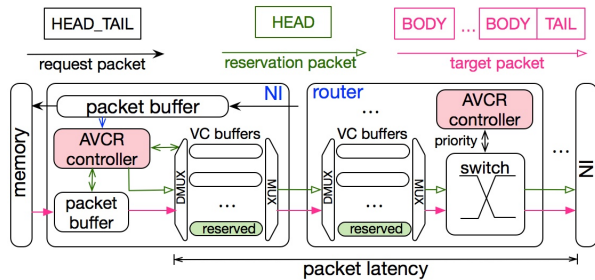 HEAD_TAIL
request packet
HEAD
reservation packet
BODY ... BODY TAIL
target packet
memory
packet buffer
NI
AVCR
controller
packet
buffer
DMUX
VC buffers
...
reserved
MUX
router
...
DMUX
VC buffers
...
reserved
MUX
AVCR
controller
priority
switch
...
NI
packet latency